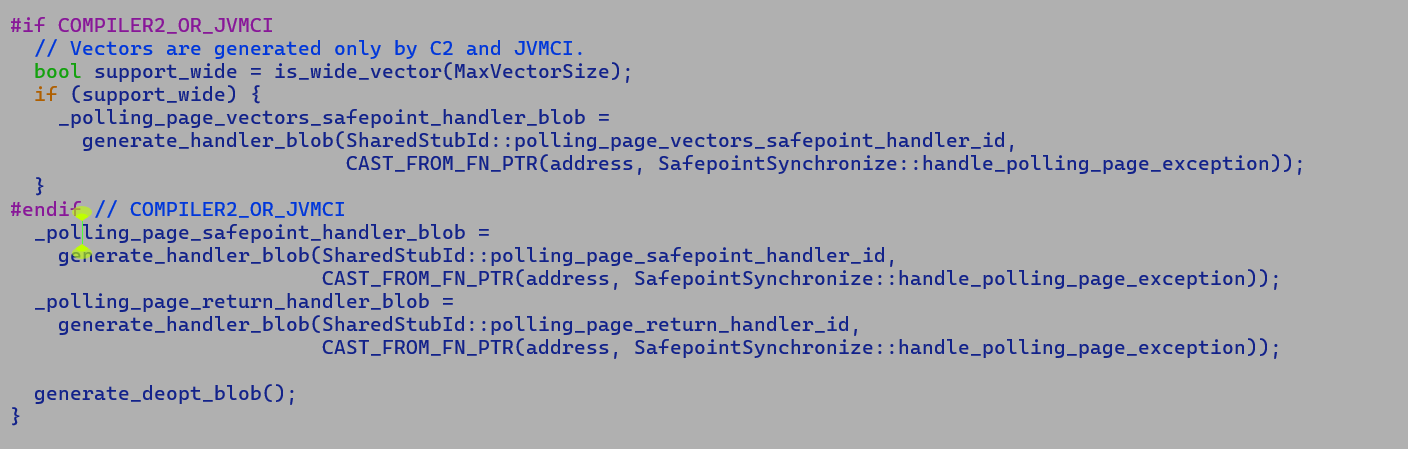 #if COMPILER2_OR_JVMCI
  // Vectors are generated only by C2 and JVMCI.
  bool support_wide = is_wide_vector(MaxVectorSize);
  if (support_wide) {
    _polling_page_vectors_safepoint_handler_blob =
      generate_handler_blob(SharedStubId::polling_page_vectors_safepoint_handler_id,
                            CAST_FROM_FN_PTR(address, SafepointSynchronize::handle_polling_page_exception));
  }
#endif // COMPILER2_OR_JVMCI
  _polling_page_safepoint_handler_blob =
    generate_handler_blob(SharedStubId::polling_page_safepoint_handler_id,
                          CAST_FROM_FN_PTR(address, SafepointSynchronize::handle_polling_page_exception));
  _polling_page_return_handler_blob =
    generate_handler_blob(SharedStubId::polling_page_return_handler_id,
                          CAST_FROM_FN_PTR(address, SafepointSynchronize::handle_polling_page_exception));

  generate_deopt_blob();
}